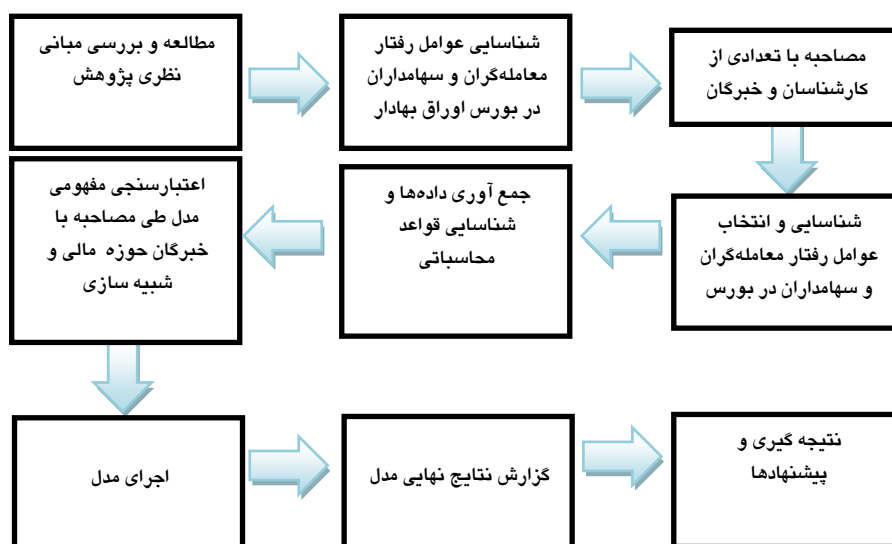 مطالعه و بررسی مبانی
نظری پژوهش
شناسایی عوامل رفتار
معامله‌گران و سهامداران
در بورس اوراق بهادار
مصاحبه با تعدادی از
کارشناسان و خبرگان
شناسایی و انتخاب
عوامل رفتار معامله‌گران
و سهامداران در بورس
جمع آوری داده‌ها و
شناسایی قواعد
محاسباتی
اعتبارسنجی مفهومی
مدل طی مصاحبه با
خبرگان حوزه مالی و
شبیه سازی
اجرای مدل
گزارش نتایج نهایی مدل
نتیجه گیری و
پیشنهادها